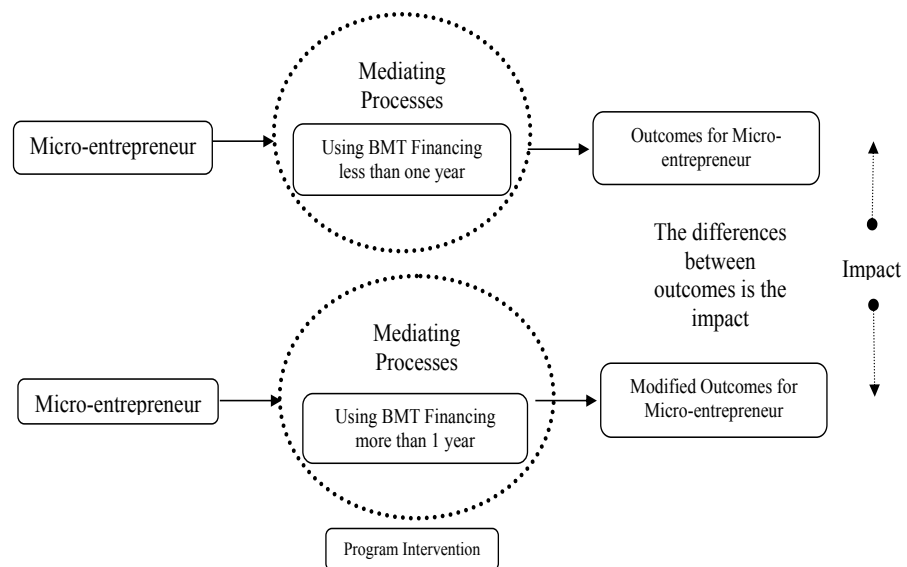 Mediating
Processes
Micro-entrepreneur
Using BMT Financing
less than one year
Outcomes for Micro-
entrepreneur
The differences
between
outcomes is the
impact
Impact
Mediating
Processes
Micro-entrepreneur
Using BMT Financing
more than 1 year
Modified Outcomes for
Micro-entrepreneur
Program Intervention